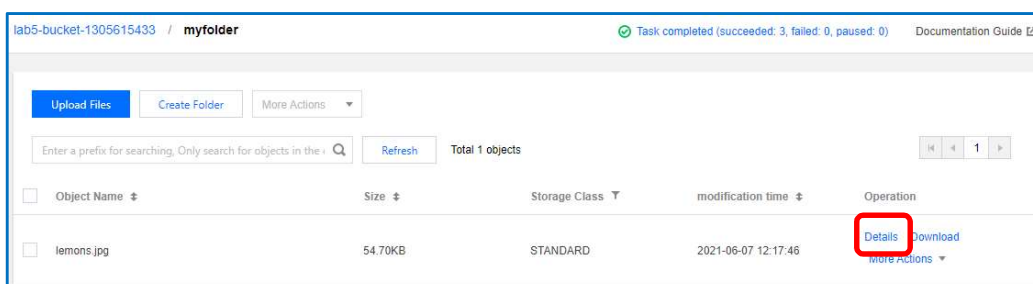 lab5-bucket-1305615433 / myfolder
Task completed (succeeded: 3, failed: 0, paused: 0) Documentation Guide
Upload Files Create Folder More Actions
Enter a prefix for searching, Only search for objects in the Refresh Total 1 objects 1
Object Name Size Storage Class modification time Operation
Details Download
lemons.jpg 54.70KB STANDARD 2021-06-07 12:17:46
More Actions